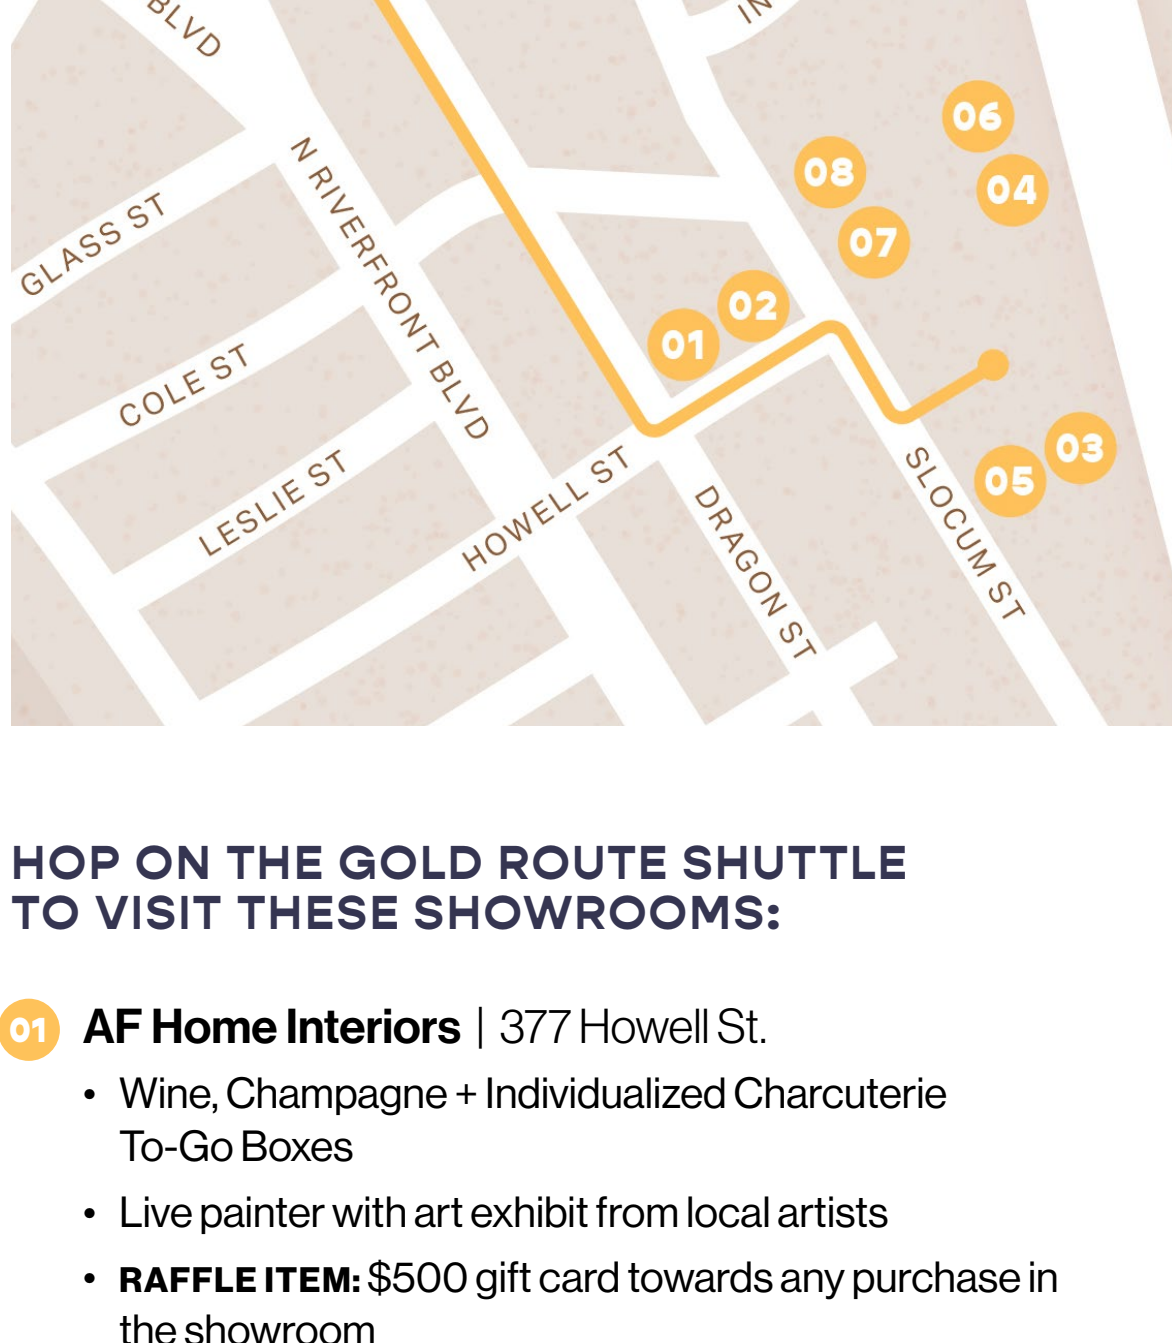 BLVD
IN
06
08
04
N RIVERFRONT BLVD
07
GLASS ST
02
01
COLE ST
03
LESLIE ST
HOWELL ST
SLOCUM ST
05
DRAGON ST
HOP ON THE GOLD ROUTE SHUTTLE
TO VISIT THESE SHOWROOMS:
01 AF Home Interiors | 377 Howell St.
• Wine, Champagne + Individualized Charcuterie
To-Go Boxes
• Live painter with art exhibit from local artists
• RAFFLE ITEM: $500 gift card towards any purchase in
the showroom